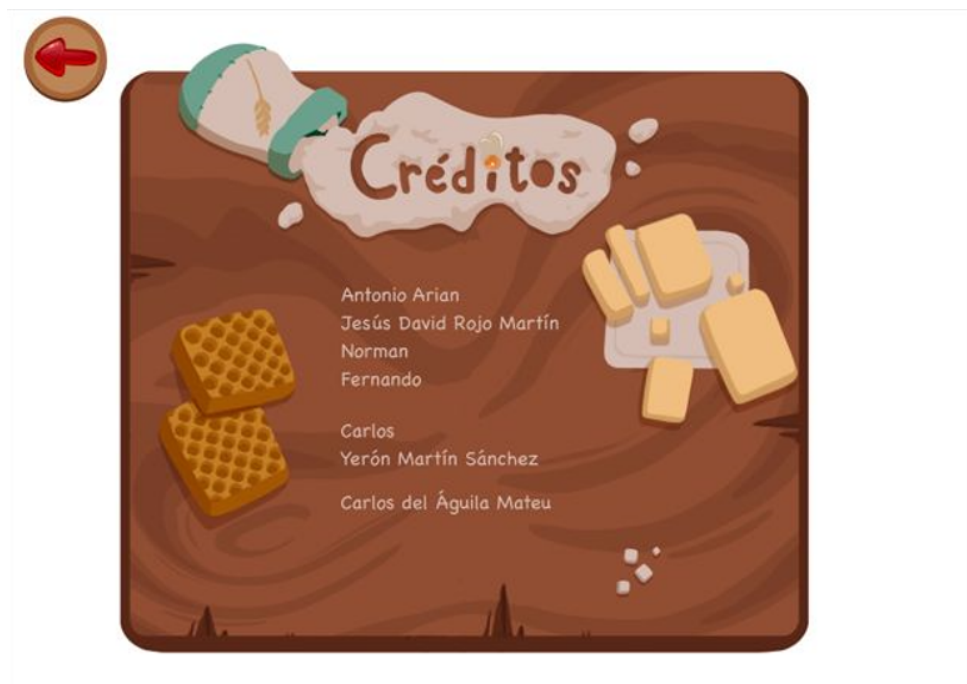 Créditos
Antonio Arian
Jesús David Rojo Martín
Norman
Fernando
Carlos
Yerón Martín Sánchez
Carlos del Águila Mateu